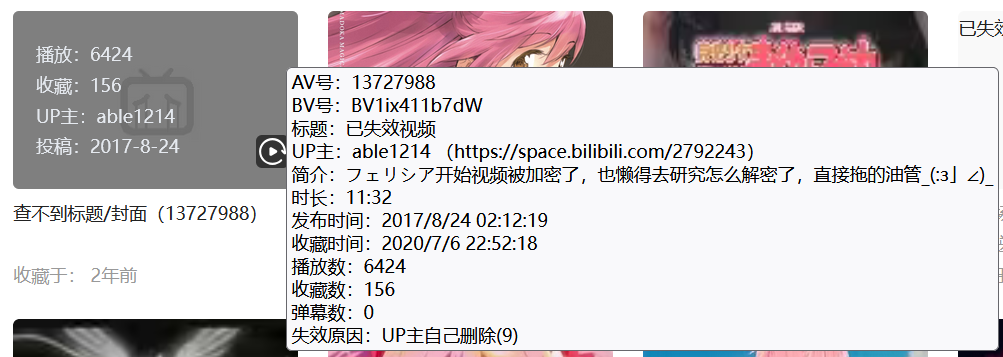 播放：6424
收藏：156
UP主：able1214
投稿：2017-8-24
查不到标题/封面（13727988）
收藏于： 2年前
MADOKA MAGIC
已失效
AV号：13727988
BV号：BV1ix411b7dW
标题：已失效视频
UP主：able1214 （https://space.bilibili.com/2792243）
简介：フェリシア开始视频被加密了，也懒得去研究怎么解密了，直接拖的油管_(:з」∠)_
时长：11:32
发布时间：2017/8/24 02:12:19
收藏时间：2020/7/6 22:52:18
播放数：6424
收藏数：156
弹幕数：0
失效原因：UP主自己删除(9)